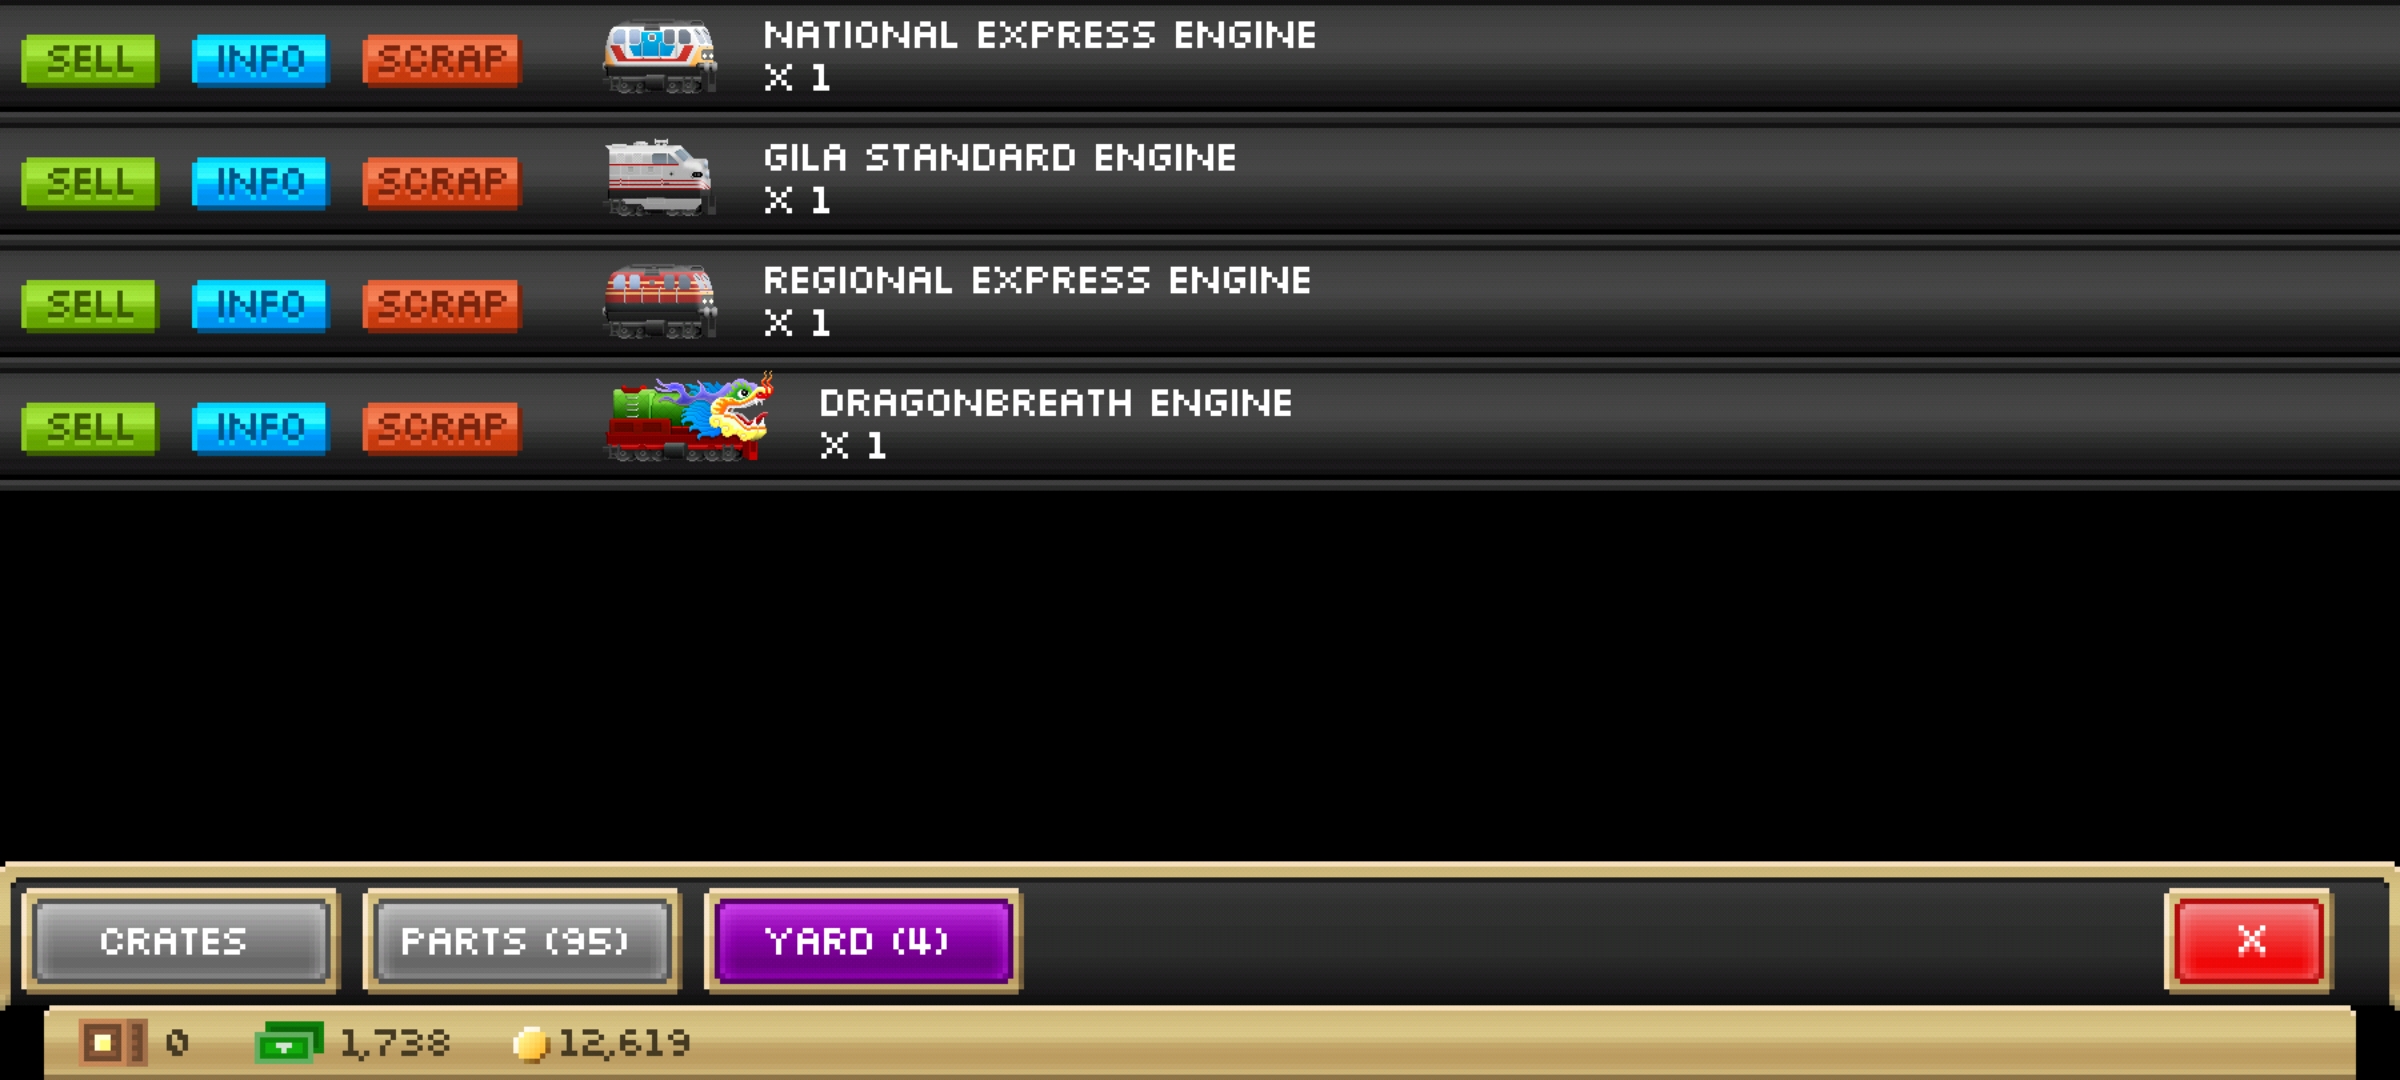 SELL INFO SCRAP NATIONAL EXPRESS ENGINE
X 1
SELL INFO SCRAP GILA STANDARD ENGINE
X 1
SELL INFO SCRAP REGIONAL EXPRESS ENGINE
X 1
SELL INFO SCRAP DRAGONBREATH ENGINE
X 1
CRATES PARTS (95) YARD (4) X
0 1,738 12,619